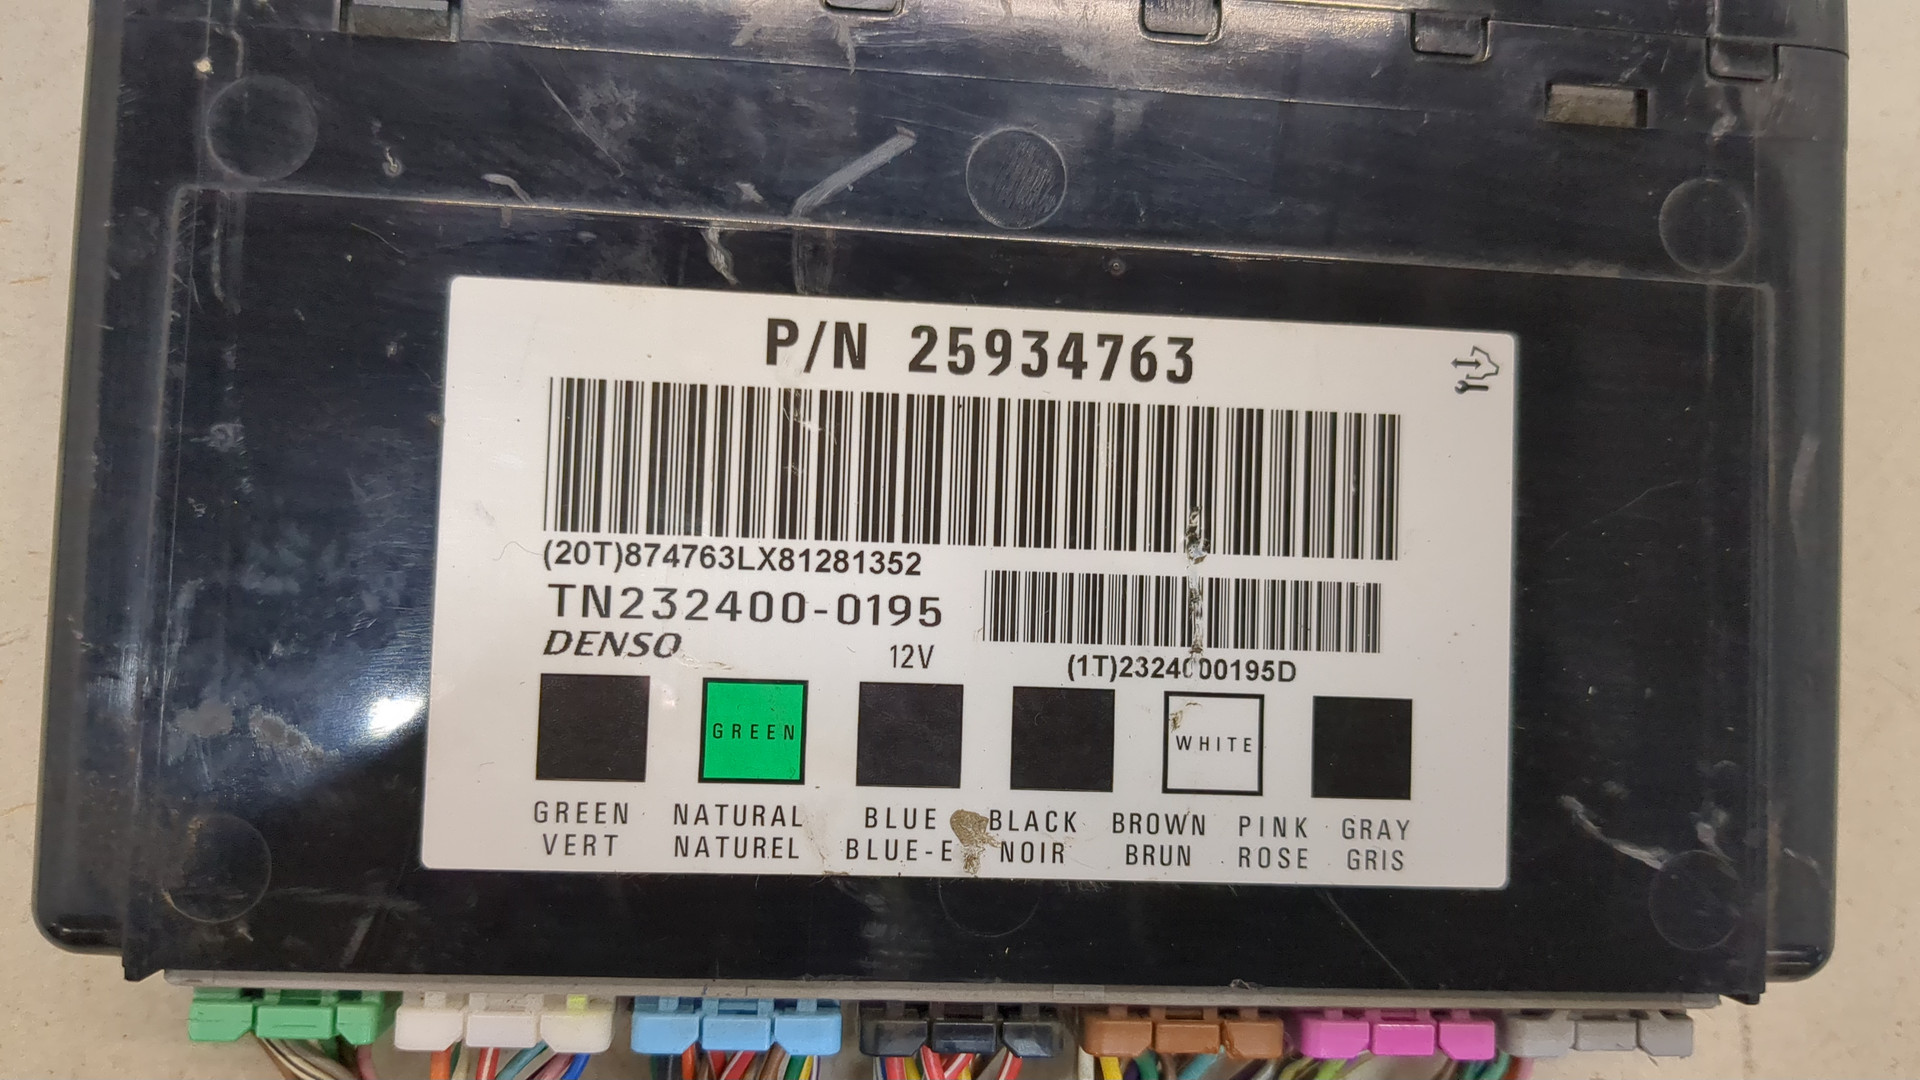 P/N 25934763
(20T)874763LX81281352
TN232400-0195
DENSO 12V
(1T)2324000195D
GREEN WHITE
GREEN NATURAL BLUE BLACK BROWN PINK GRAY
VERT NATUREL BLUE-E NOIR BRUN ROSE GRIS